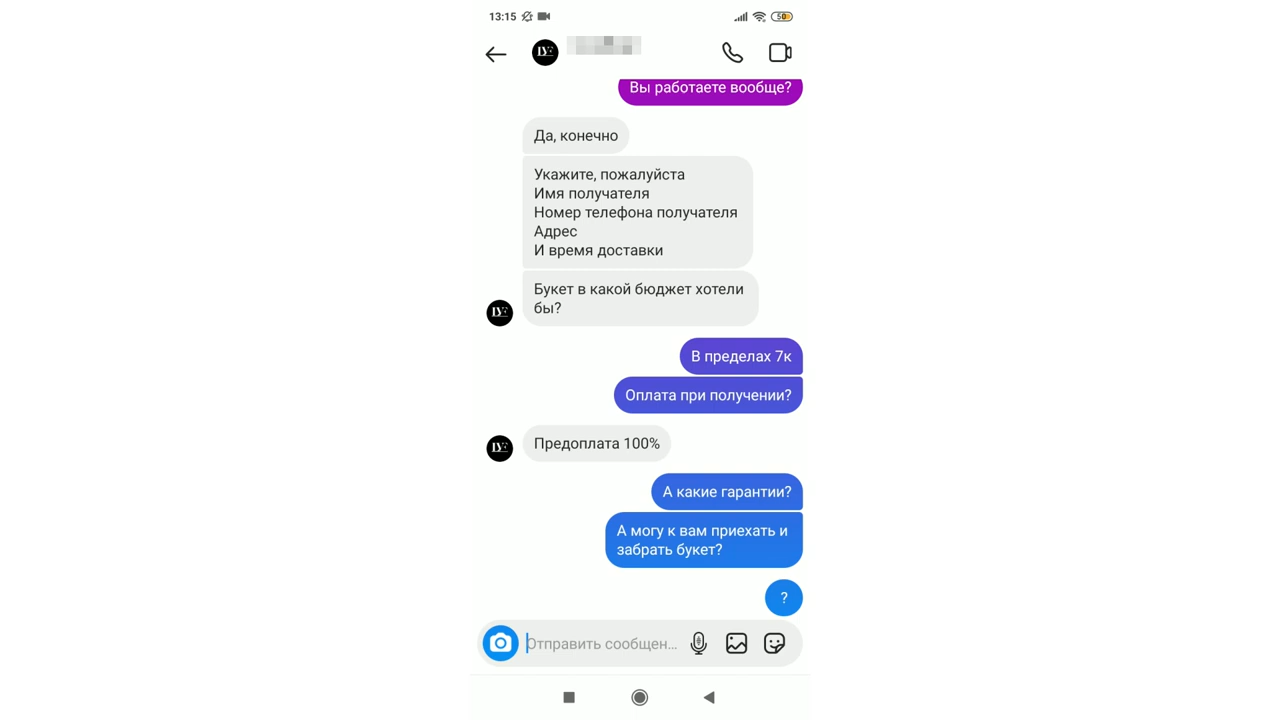 13:15
50
Вы работаете вообще?
Да, конечно
Укажите, пожалуйста
Имя получателя
Номер телефона получателя
Адрес
И время доставки
Букет в какой бюджет хотели
бы?
В пределах 7к
Оплата при получении?
Предоплата 100%
А какие гарантии?
А могу к вам приехать и
забрать букет?
?
Отправить сообщен...